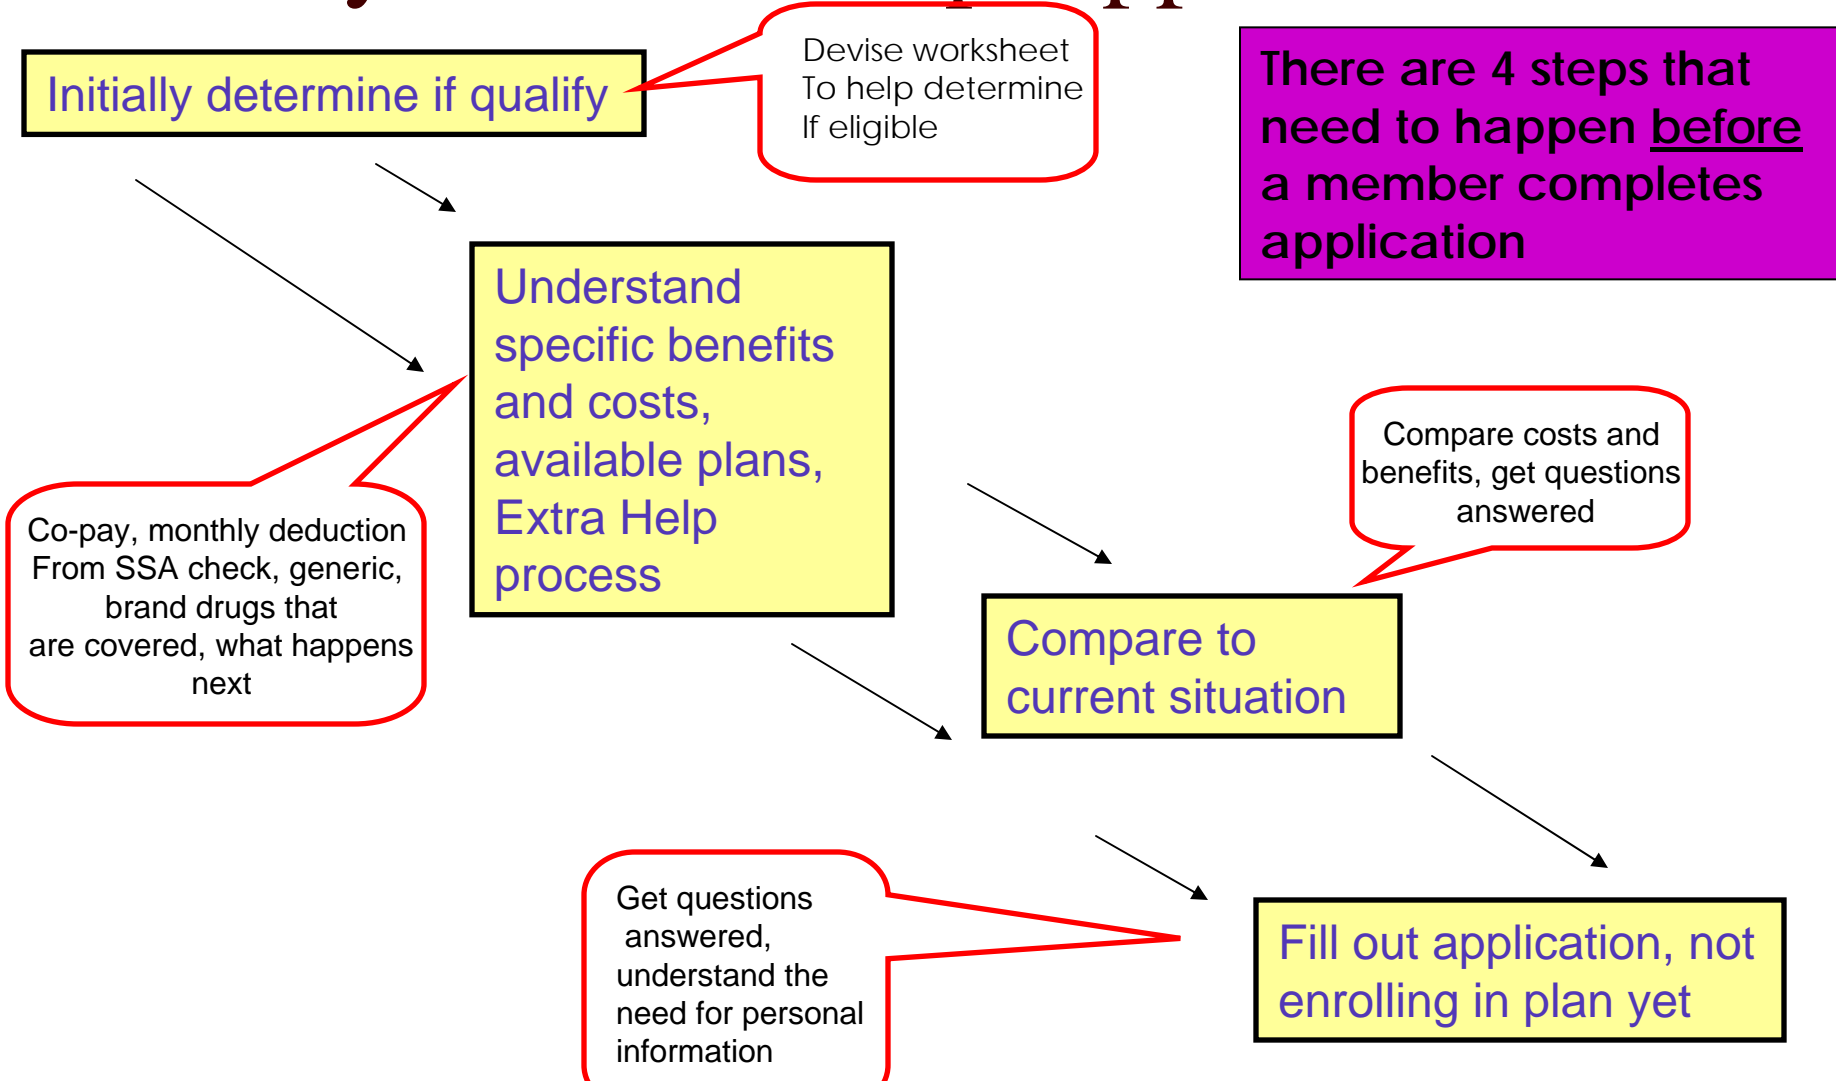 Initially determine if qualify
Devise worksheet
To help determine
If eligible
There are 4 steps that
need to happen before
a member completes
application
Understand
specific benefits
and costs,
available plans,
Extra Help
process
Co-pay, monthly deduction
From SSA check, generic,
brand drugs that
are covered, what happens
next
Compare costs and
benefits, get questions
answered
Compare to
current situation
Get questions
answered,
understand the
need for personal
information
Fill out application, not
enrolling in plan yet